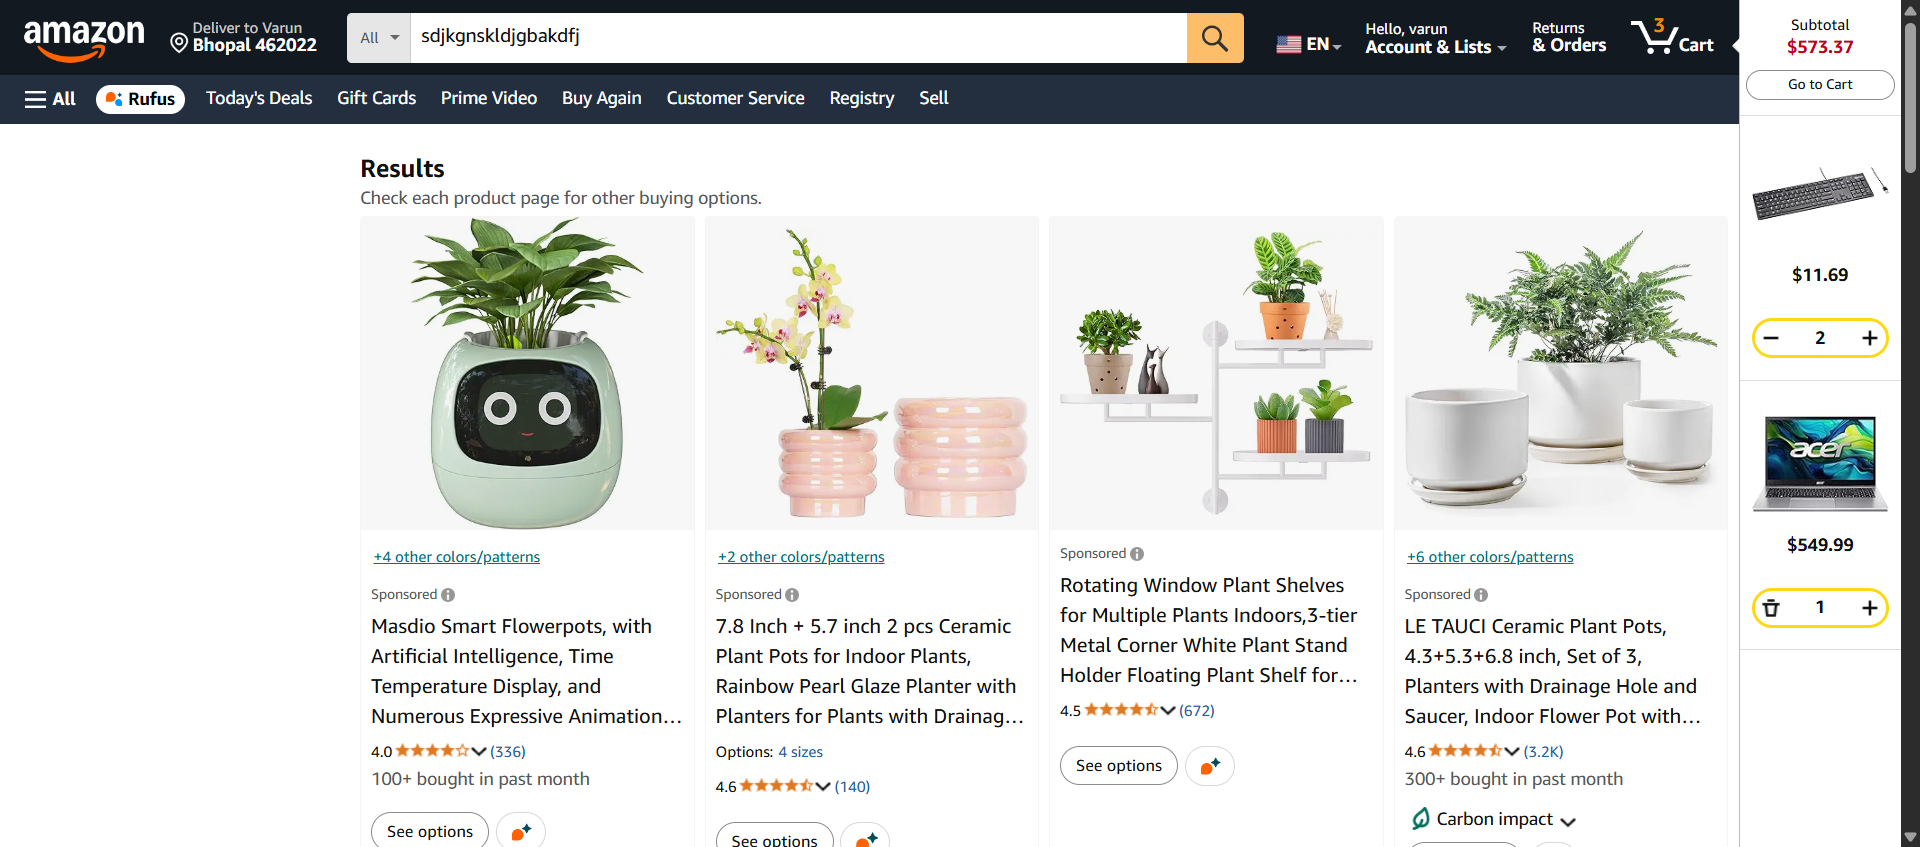 amazon
Deliver to Varun
Bhopal 462022
All
sdjkgnskldjgbakdfj
EN
Hello, varun
Account & Lists
Returns
& Orders
3
Cart
Subtotal
$573.37
Go to Cart
All
Rufus
Today's Deals
Gift Cards
Prime Video
Buy Again
Customer Service
Registry
Sell
Results
Check each product page for other buying options.
+4 other colors/patterns
Sponsored
Masdio Smart Flowerpots, with
Artificial Intelligence, Time
Temperature Display, and
Numerous Expressive Animation...
4.0
(336)
100+ bought in past month
See options
+2 other colors/patterns
Sponsored
7.8 Inch + 5.7 inch 2 pcs Ceramic
Plant Pots for Indoor Plants,
Rainbow Pearl Glaze Planter with
Planters for Plants with Drainag...
Options: 4 sizes
4.6
(140)
See options
Sponsored
Rotating Window Plant Shelves
for Multiple Plants Indoors,3-tier
Metal Corner White Plant Stand
Holder Floating Plant Shelf for...
4.5
(672)
See options
+6 other colors/patterns
Sponsored
LE TAUCI Ceramic Plant Pots,
4.3+5.3+6.8 inch, Set of 3,
Planters with Drainage Hole and
Saucer, Indoor Flower Pot with...
4.6
(3.2K)
300+ bought in past month
Carbon impact
$11.69
2
acer
$549.99
1